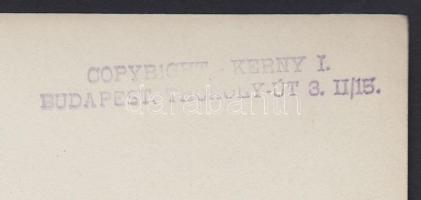 COPYRIGHT KERNY I.
BUDAPEST, KÁROLY-ÚT 3. II/15.